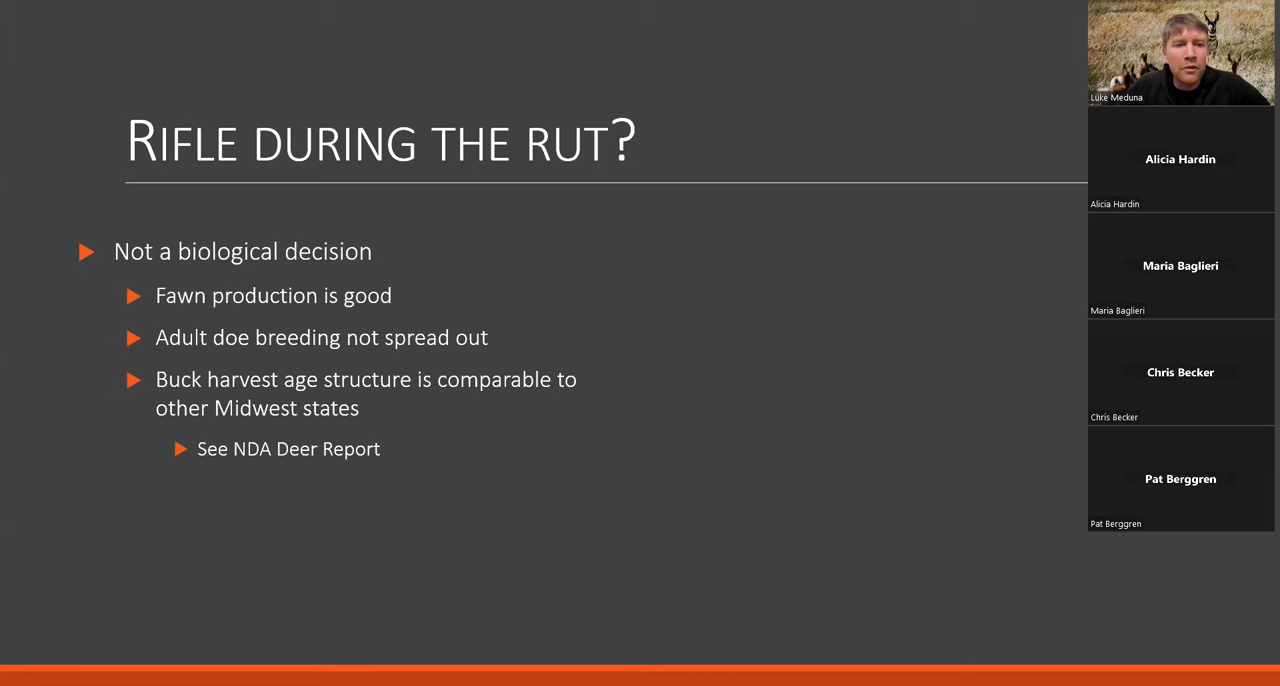 RIFLE DURING THE RUT?
Not a biological decision
Fawn production is good
Adult doe breeding not spread out
Buck harvest age structure is comparable to
other Midwest states
See NDA Deer Report
Luke Meduna
Alicia Hardin
Alicia Hardin
Maria Baglieri
Maria Baglieri
Chris Becker
Chris Becker
Pat Berggren
Pat Berggren